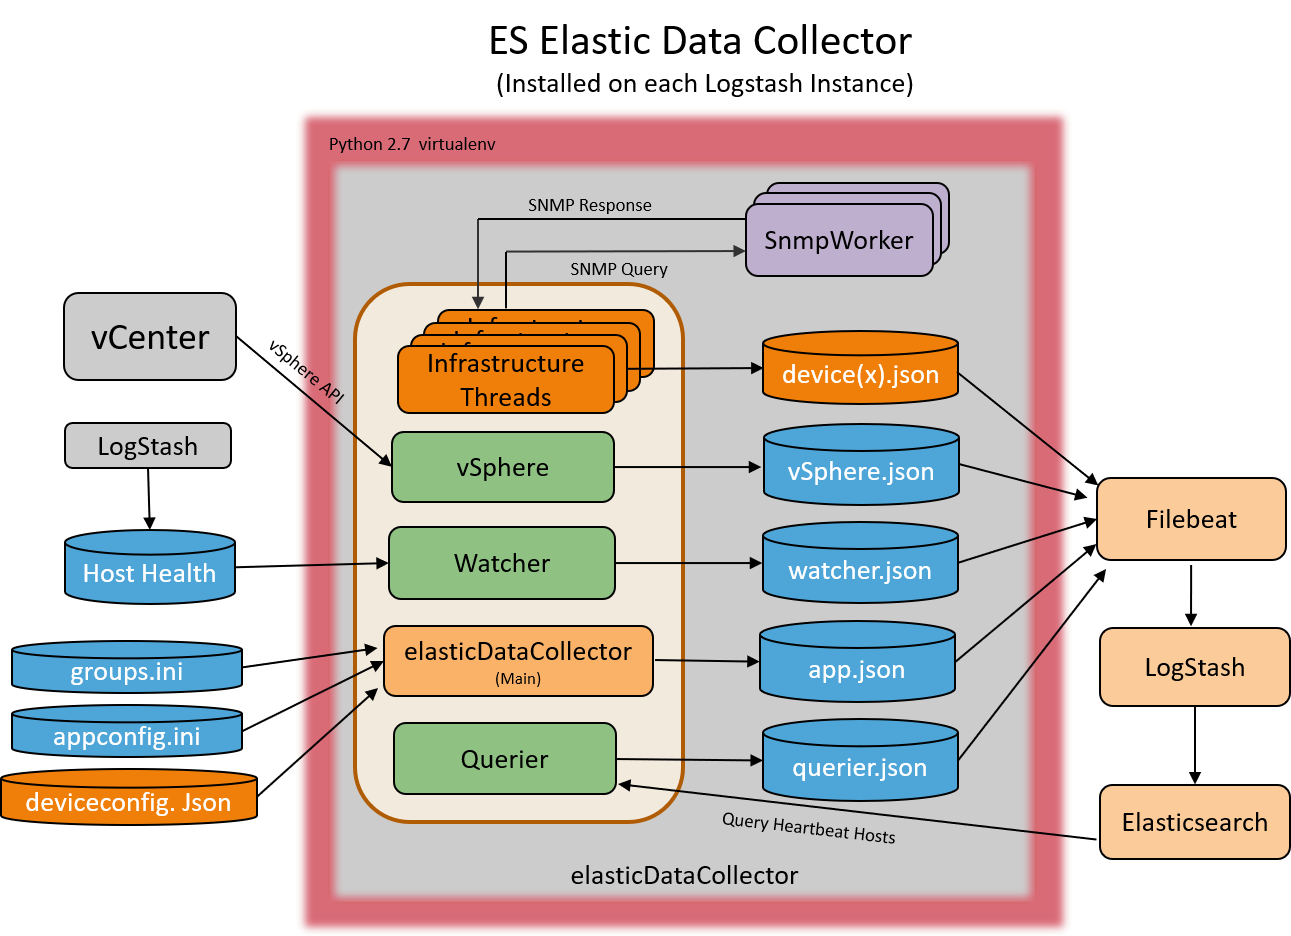 ES Elastic Data Collector
(Installed on each Logstash Instance)
Python 2.7 virtualenv
SNMP Response
SnmpWorker
SNMP Query
vCenter
vSphere API
Infrastructure
Threads
device(x).json
LogStash
vSphere
vSphere.json
Filebeat
Host Health
Watcher
watcher.json
groups.ini
elasticDataCollector
(Main)
app.json
LogStash
appconfig.ini
deviceconfig. Json
Querier
querier.json
Elasticsearch
Query Heartbeat Hosts
elasticDataCollector